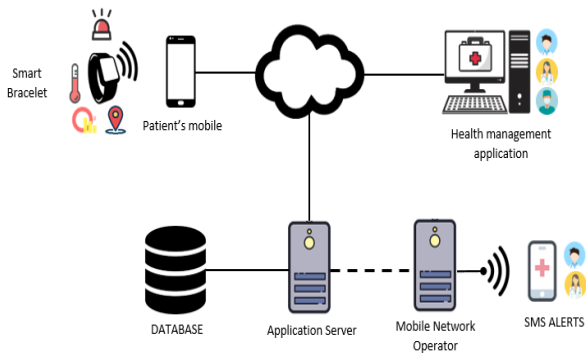 Smart
Bracelet
Patient's mobile
Health management
application
DATABASE
Application Server
Mobile Network
Operator
SMS ALERTS